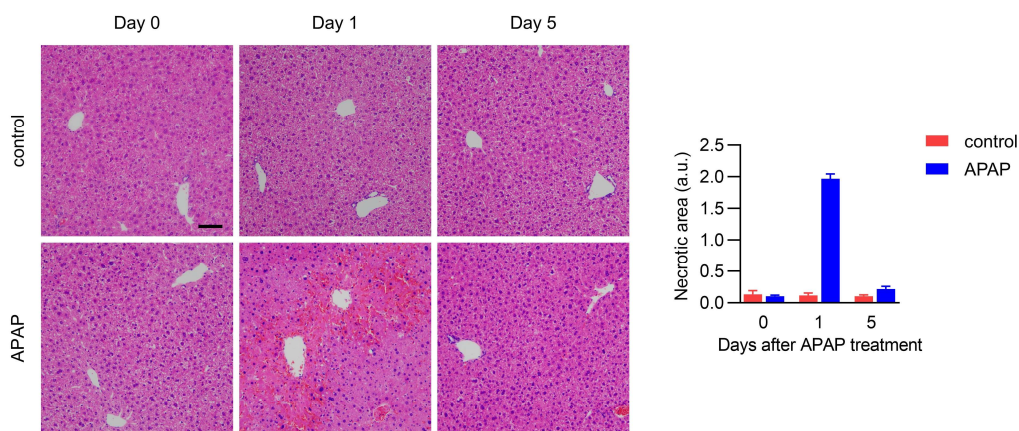 Day 0 Day 1 Day 5
control
APAP
Necrotic area (a.u.)
2.5
2.0
1.5
1.0
0.5
0.0
0 1 5
Days after APAP treatment
control
APAP